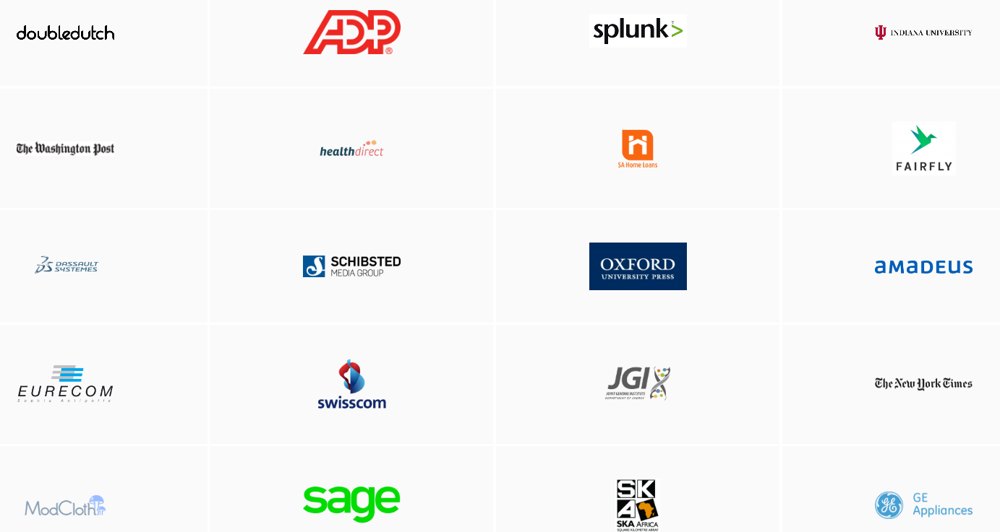 doubledutch
ADP®
splunk>
INDIANA UNIVERSITY
The Washington Post
healthdirect
SA Home Loans
FAIRFLY
DASSAULT
SYSTEMES
SCHIBSTED
MEDIA GROUP
OXFORD
UNIVERSITY PRESS
amadeus
EURECOM
Sophia Antipolis
swisscom
JGI
JOINT GENOME INSTITUTE
DEPARTMENT OF ENERGY
The New York Times
ModCloth
sage
SK
A
SKA AFRICA
SQUARE KILOMETRE ARRAY
GE
GE
Appliances